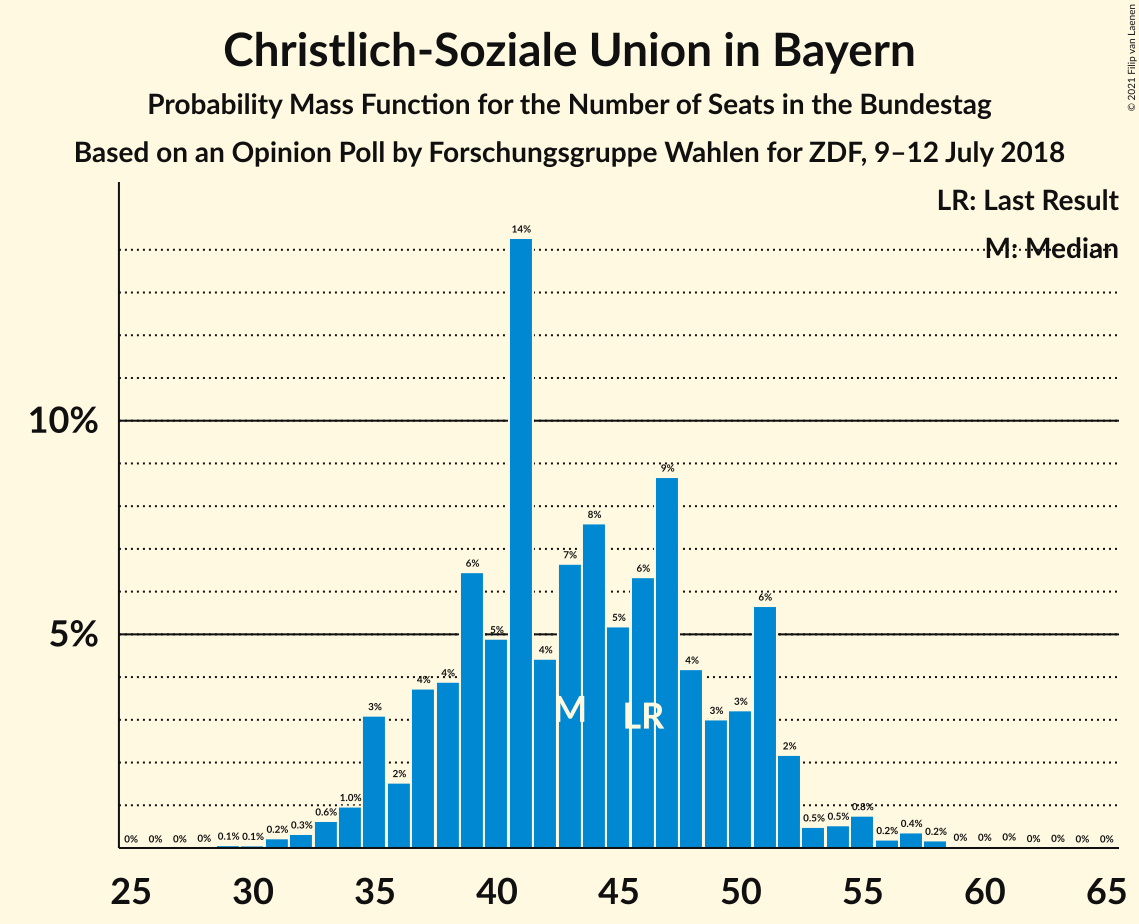 Christlich-Soziale Union in Bayern
Probability Mass Function for the Number of Seats in the Bundestag
Based on an Opinion Poll by Forschungsgruppe Wahlen for ZDF, 9–12 July 2018
© 2021 Filip van Laenen
LR: Last Result
M: Median
10%
5%
0% 0% 0% 0% 0.1% 0.1% 0.2% 0.3% 0.6% 1.0% 3% 2% 4% 4% 6% 5% 14% 4% 7% 8% 5% 6% 9% 4% 3% 3% 6% 2% 0.5% 0.5% 0.8% 0.2% 0.4% 0.2% 0% 0% 0% 0% 0% 0% 0%
M LR
25 30 35 40 45 50 55 60 65